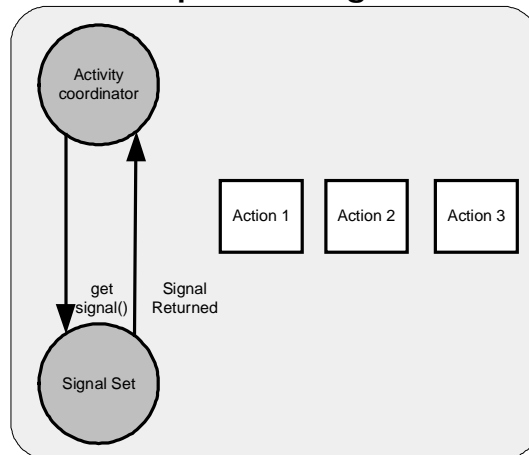 Activity
coordinator
Action 1
Action 2
Action 3
get
signal()
Signal
Returned
Signal Set